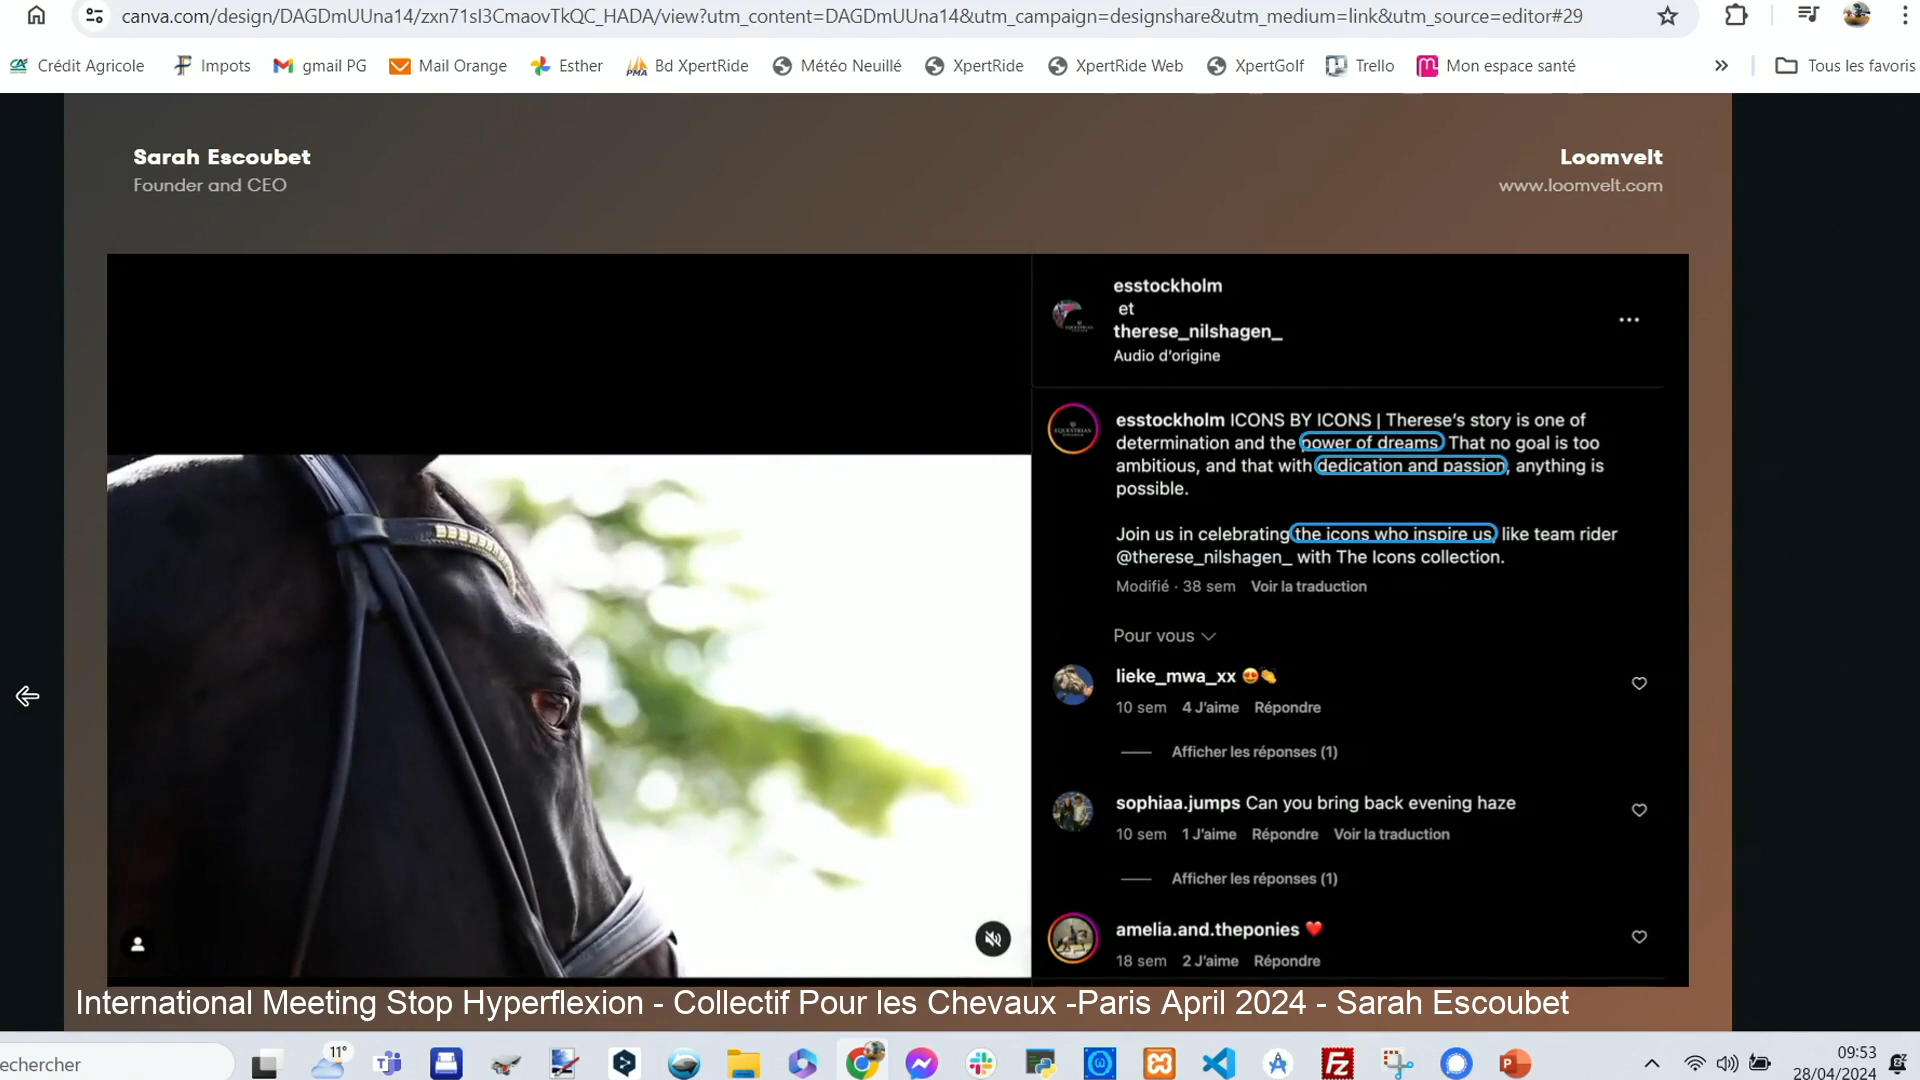 canva.com/design/DAGDmUUna14/zxn71sI3CmaovTkQC_HADA/view?utm_content=DAGDmUUna14&utm_campaign=designshare&utm_medium=link&utm_source=editor#29
Crédit Agricole Impots gmail PG Mail Orange Esther Bd XpertRide Météo Neuillé XpertRide XpertRide Web XpertGolf Trello Mon espace santé » Tous les favoris
Sarah Escoubet
Founder and CEO
Loomvelt
www.loomvelt.com
esstockholm
et
therese_nilshagen_
Audio d'origine
esstockholm ICONS BY ICONS | Therese's story is one of
determination and the power of dreams. That no goal is too
ambitious, and that with dedication and passion, anything is
possible.
Join us in celebrating the icons who inspire us, like team rider
@therese_nilshagen_ with The Icons collection.
Modifié · 38 sem Voir la traduction
Pour vous
lieke_mwa_xx 😍👏
10 sem 4 J'aime Répondre
Afficher les réponses (1)
sophiaa.jumps Can you bring back evening haze
10 sem 1 J'aime Répondre Voir la traduction
Afficher les réponses (1)
amelia.and.theponies ❤️
18 sem 2 J'aime Répondre
International Meeting Stop Hyperflexion - Collectif Pour les Chevaux -Paris April 2024 - Sarah Escoubet
echercher
11°
09:53
28/04/2024